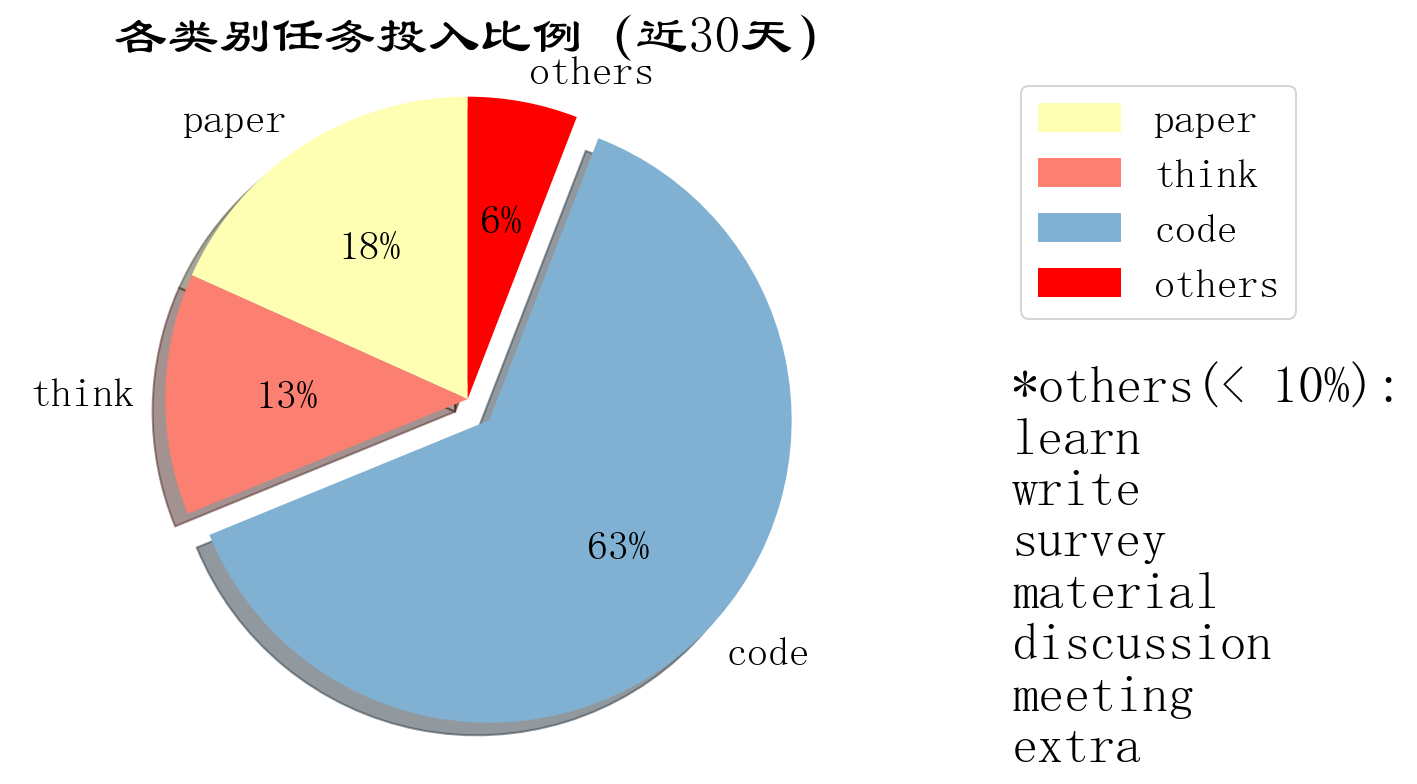 各类别任务投入比例 (近30天)
others
paper
6%
18%
think
13%
63%
code
paper
think
code
others
*others(< 10%):
learn
write
survey
material
discussion
meeting
extra